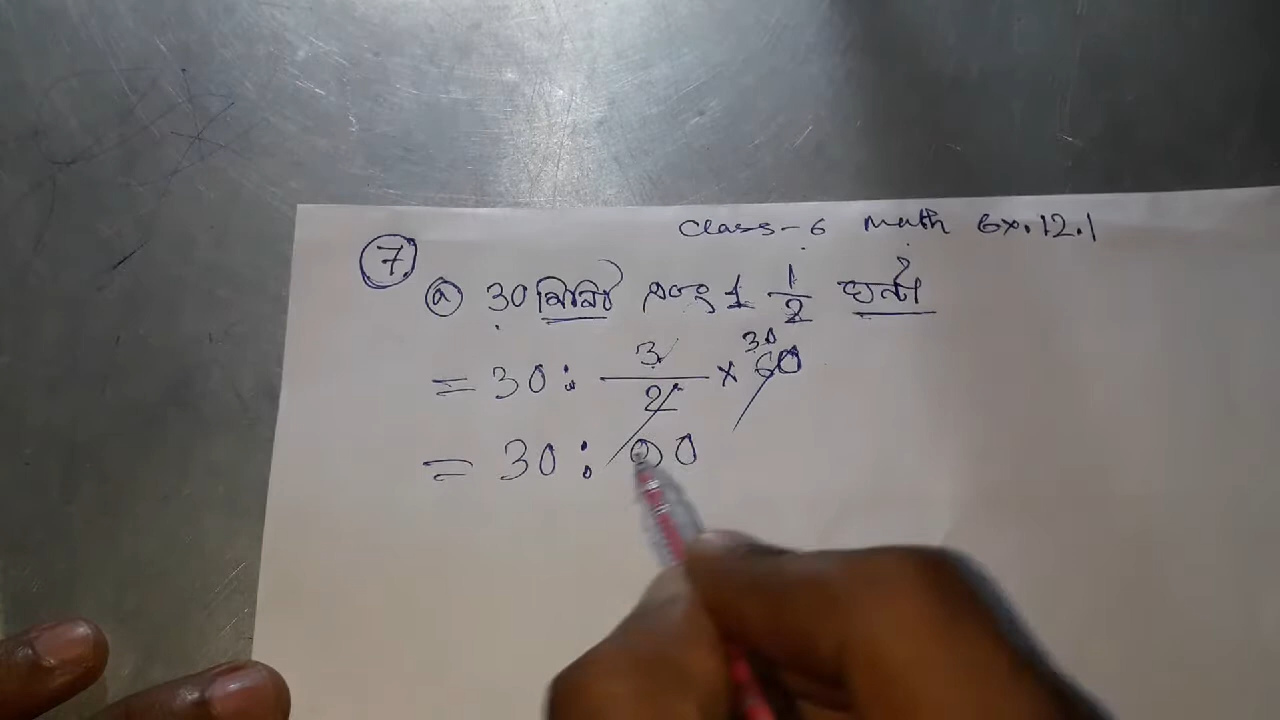 Class-6 Math Ex.12.1
7
a 30 মিনিট এবং 1 1/2 ঘন্টা
= 30 : 3/2 × 60 30
= 30 : 90